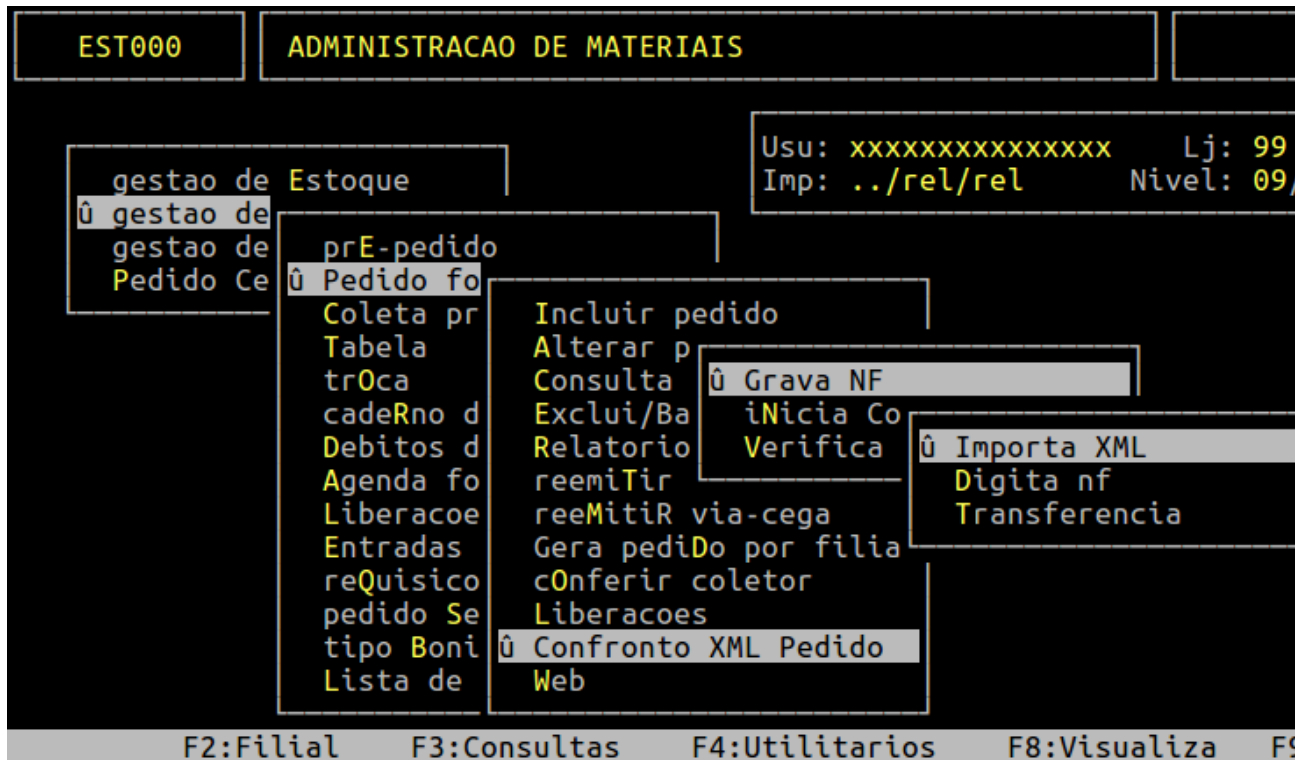 EST000
ADMINISTRACAO DE MATERIAIS
Usu: xxxxxxxxxxxxxxx Lj: 99
Imp: ../rel/rel Nivel: 09/
gestao de Estoque
û gestao de
gestao de
Pedido Ce
prE-pedido
û Pedido fo
Coleta pr
Tabela
trOca
cadeRno d
Debitos d
Agenda fo
Liberacoe
Entradas
reQuisico
pedido Se
tipo Boni
Lista de
Incluir pedido
Alterar p
Consulta
Exclui/Ba
Relatorio
reemiTir
reeMitiR via-cega
Gera pediDo por filia
cOnferir coletor
Liberacoes
û Confronto XML Pedido
Web
û Grava NF
iNicia Co
Verifica
û Importa XML
Digita nf
Transferencia
F2:Filial F3:Consultas F4:Utilitarios F8:Visualiza F9